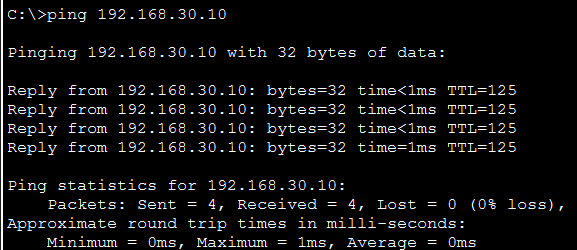 C:\>ping 192.168.30.10
Pinging 192.168.30.10 with 32 bytes of data:
Reply from 192.168.30.10: bytes=32 time<1ms TTL=125
Reply from 192.168.30.10: bytes=32 time<1ms TTL=125
Reply from 192.168.30.10: bytes=32 time<1ms TTL=125
Reply from 192.168.30.10: bytes=32 time=1ms TTL=125
Ping statistics for 192.168.30.10:
    Packets: Sent = 4, Received = 4, Lost = 0 (0% loss),
Approximate round trip times in milli-seconds:
    Minimum = 0ms, Maximum = 1ms, Average = 0ms